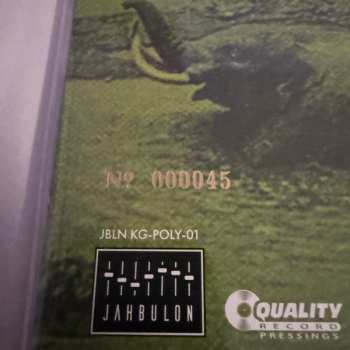 Nº 000045
JBLN KG-POLY-01
JAHBULON
QUALITY
RECORD
PRESSINGS